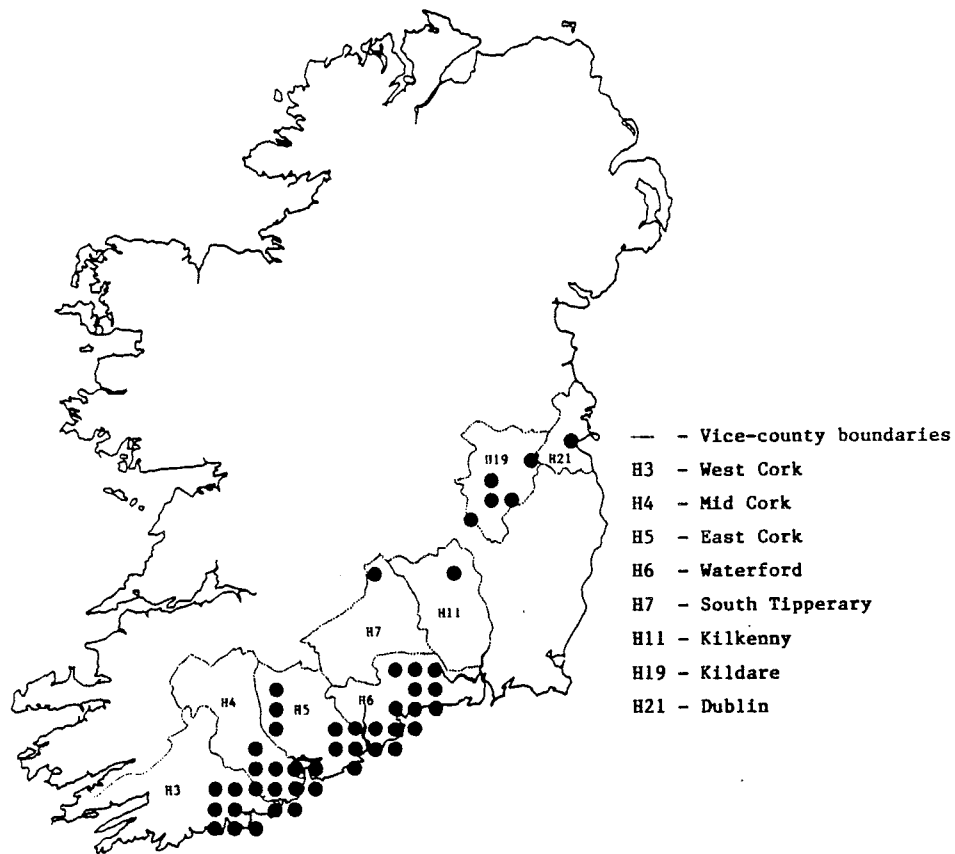 — - Vice-county boundaries
H3 - West Cork
H4 - Mid Cork
H5 - East Cork
H6 - Waterford
H7 - South Tipperary
H11 - Kilkenny
H19 - Kildare
H21 - Dublin
H19
H21
H7
H11
H4
H5
H6
H3